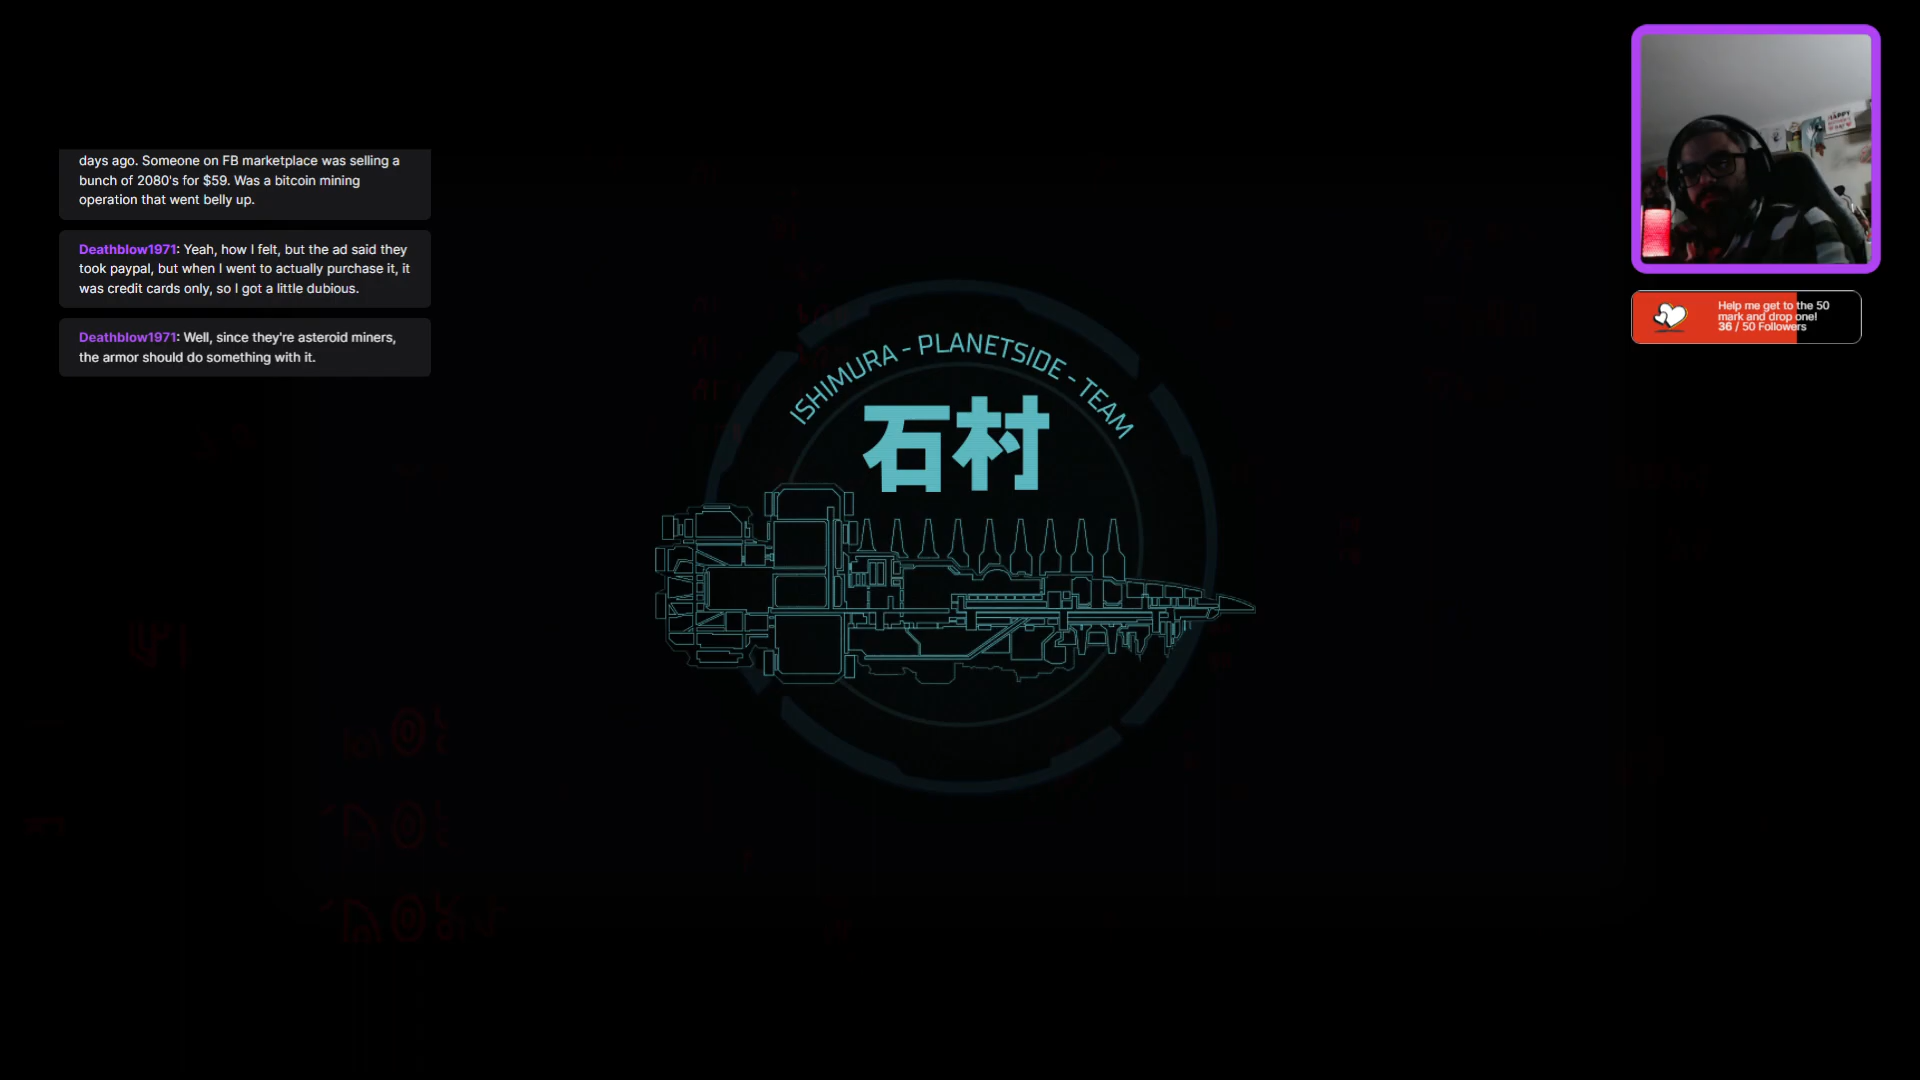 days ago. Someone on FB marketplace was selling a
bunch of 2080's for $59. Was a bitcoin mining
operation that went belly up.
Deathblow1971: Yeah, how I felt, but the ad said they
took paypal, but when I went to actually purchase it, it
was credit cards only, so I got a little dubious.
Deathblow1971: Well, since they're asteroid miners,
the armor should do something with it.
ISHIMURA - PLANETSIDE - TEAM
石村
Help me get to the 50
mark and drop one!
36 / 50 Followers